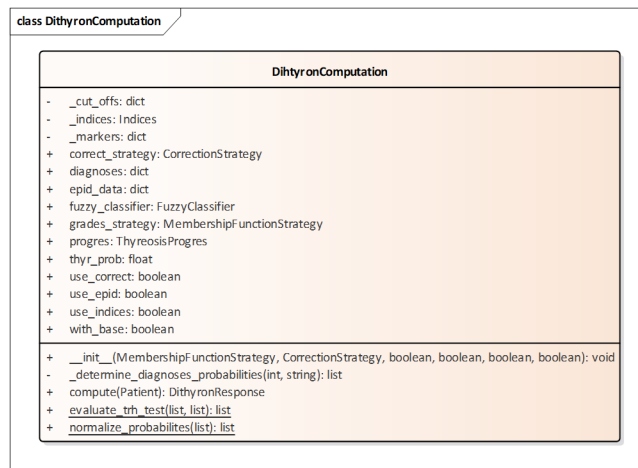 class DithyronComputation
DihtyronComputation
- _cut_offs: dict
- _indices: Indices
- _markers: dict
+ correct_strategy: CorrectionStrategy
+ diagnoses: dict
+ epid_data: dict
+ fuzzy_classifier: FuzzyClassifier
+ grades_strategy: MembershipFunctionStrategy
+ progres: ThyreosisProgres
+ thyr_prob: float
+ use_correct: boolean
+ use_epid: boolean
+ use_indices: boolean
+ with_base: boolean
+ __init__(MembershipFunctionStrategy, CorrectionStrategy, boolean, boolean, boolean, boolean): void
- _determine_diagnoses_probabilities(int, string): list
+ compute(Patient): DithyronResponse
+ evaluate_trh_test(list, list): list
+ normalize_probabilites(list): list